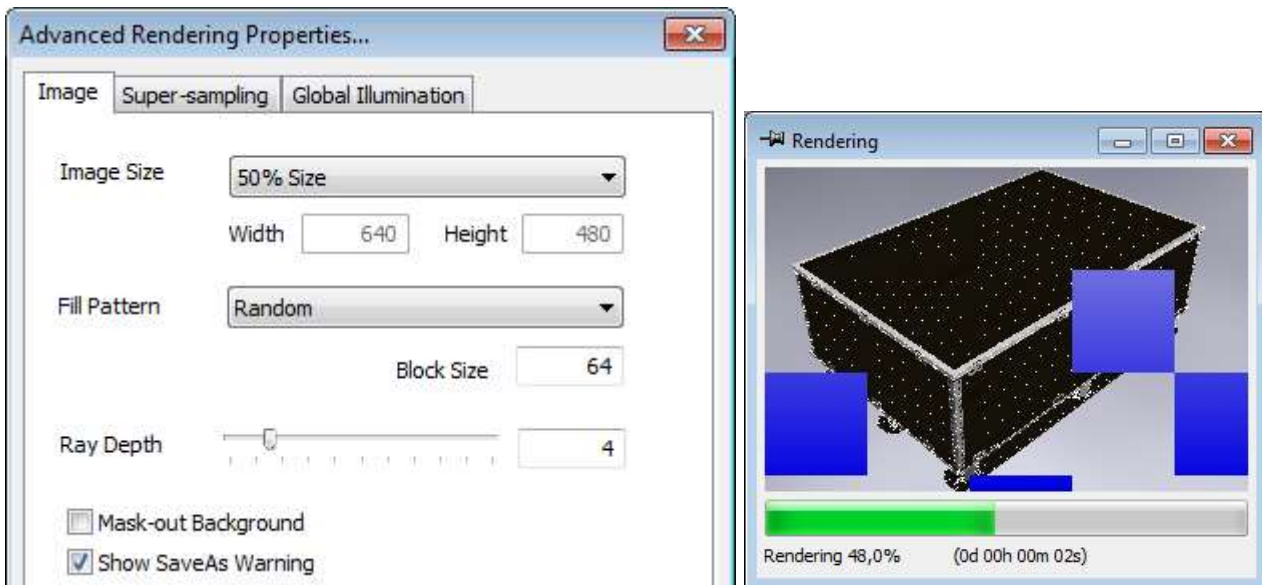 Advanced Rendering Properties...
Image Super-sampling Global Illumination
Image Size 50% Size
Width 640 Height 480
Fill Pattern Random
Block Size 64
Ray Depth 4
Mask-out Background
Show SaveAs Warning
Rendering
Rendering 48,0% (0d 00h 00m 02s)